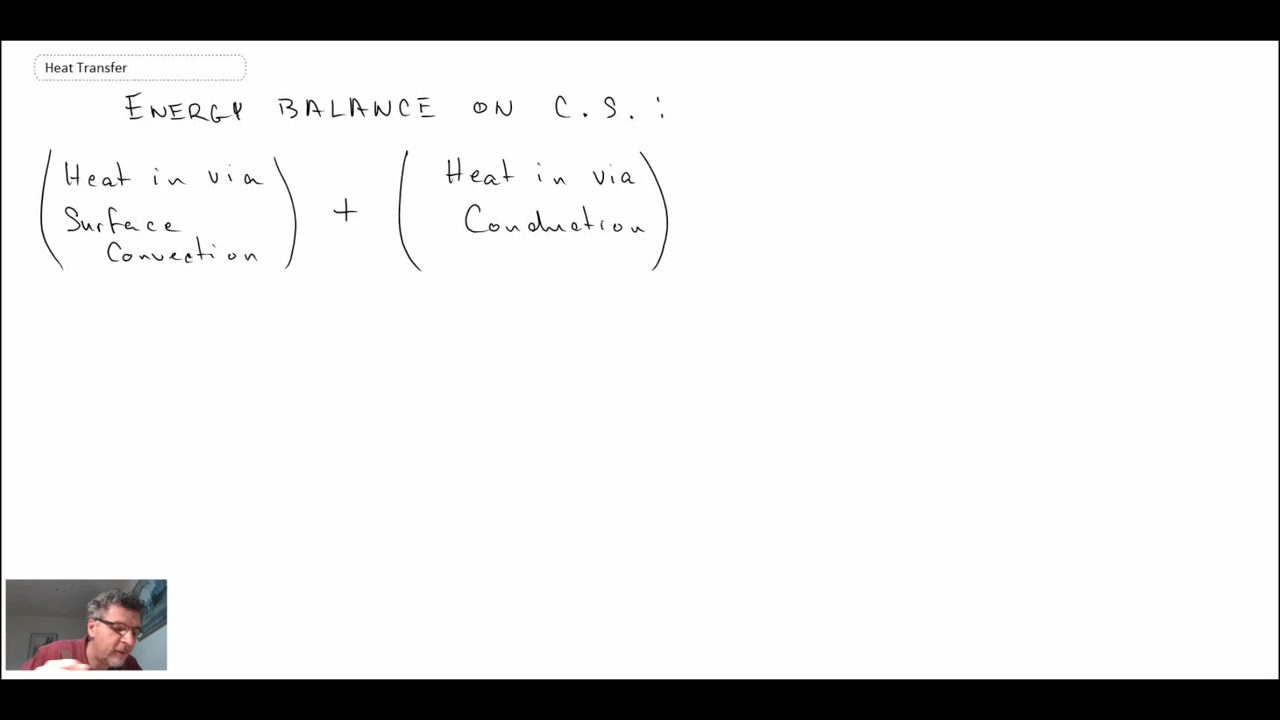 Heat Transfer
ENERGY BALANCE ON C.S. :
(Heat in via Surface Convection) + (Heat in via Conduction)